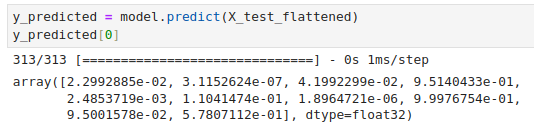 y_predicted = model.predict(X_test_flattened)
y_predicted[0]
313/313 [==============================] - 0s 1ms/step
array([2.2992885e-02, 3.1152624e-07, 4.1992299e-02, 9.5140433e-01,
2.4853719e-03, 1.1041474e-01, 1.8964721e-06, 9.9976754e-01,
9.5001578e-02, 5.7807112e-01], dtype=float32)